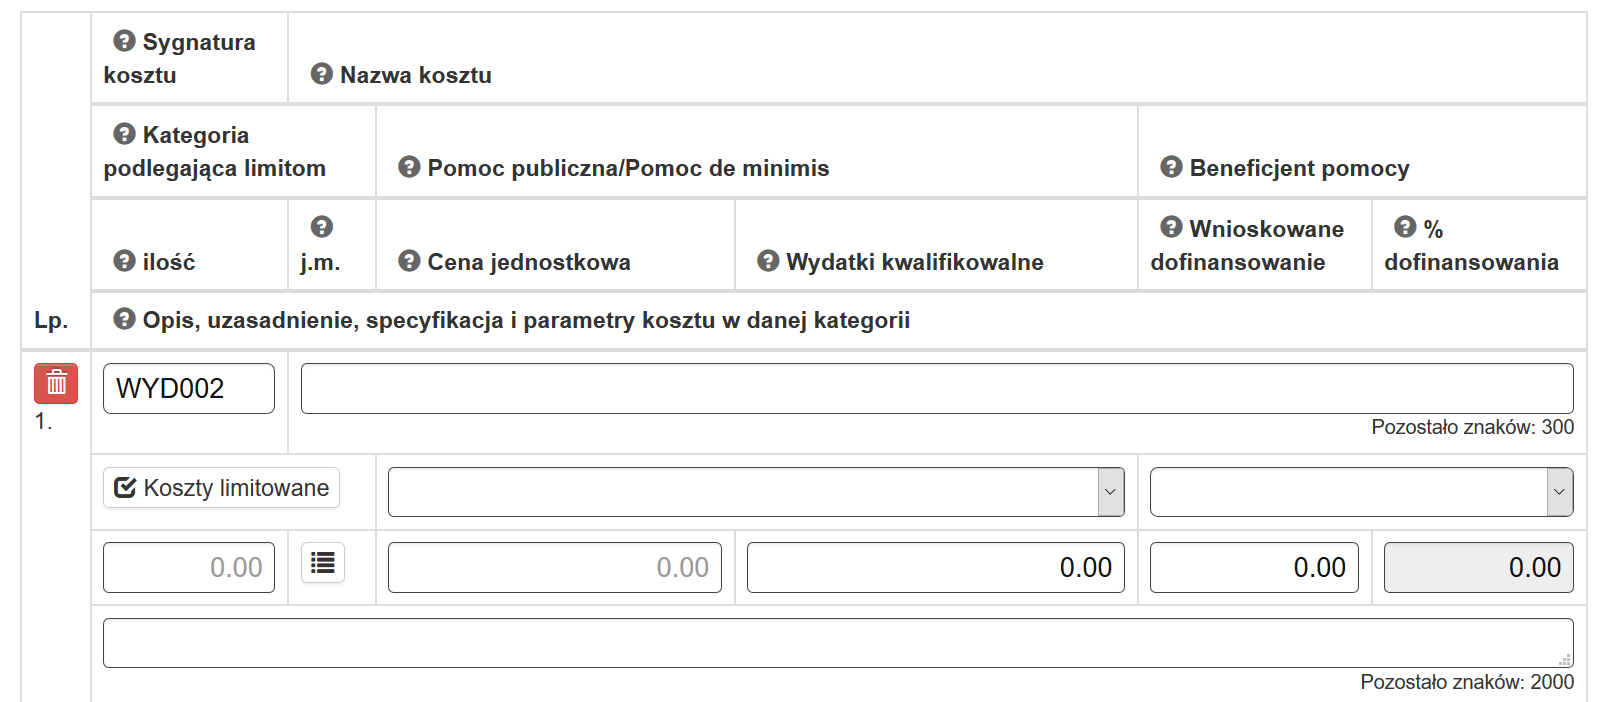 Sygnatura
kosztu
Nazwa kosztu
Kategoria
podlegająca limitom
Pomoc publiczna/Pomoc de minimis
Beneficjent pomocy
ilość
j.m.
Cena jednostkowa
Wydatki kwalifikowalne
Wnioskowane
dofinansowanie
%
dofinansowania
Lp.
Opis, uzasadnienie, specyfikacja i parametry kosztu w danej kategorii
1.
WYD002
Pozostało znaków: 300
Koszty limitowane
0.00
0.00
0.00
0.00
0.00
Pozostało znaków: 2000